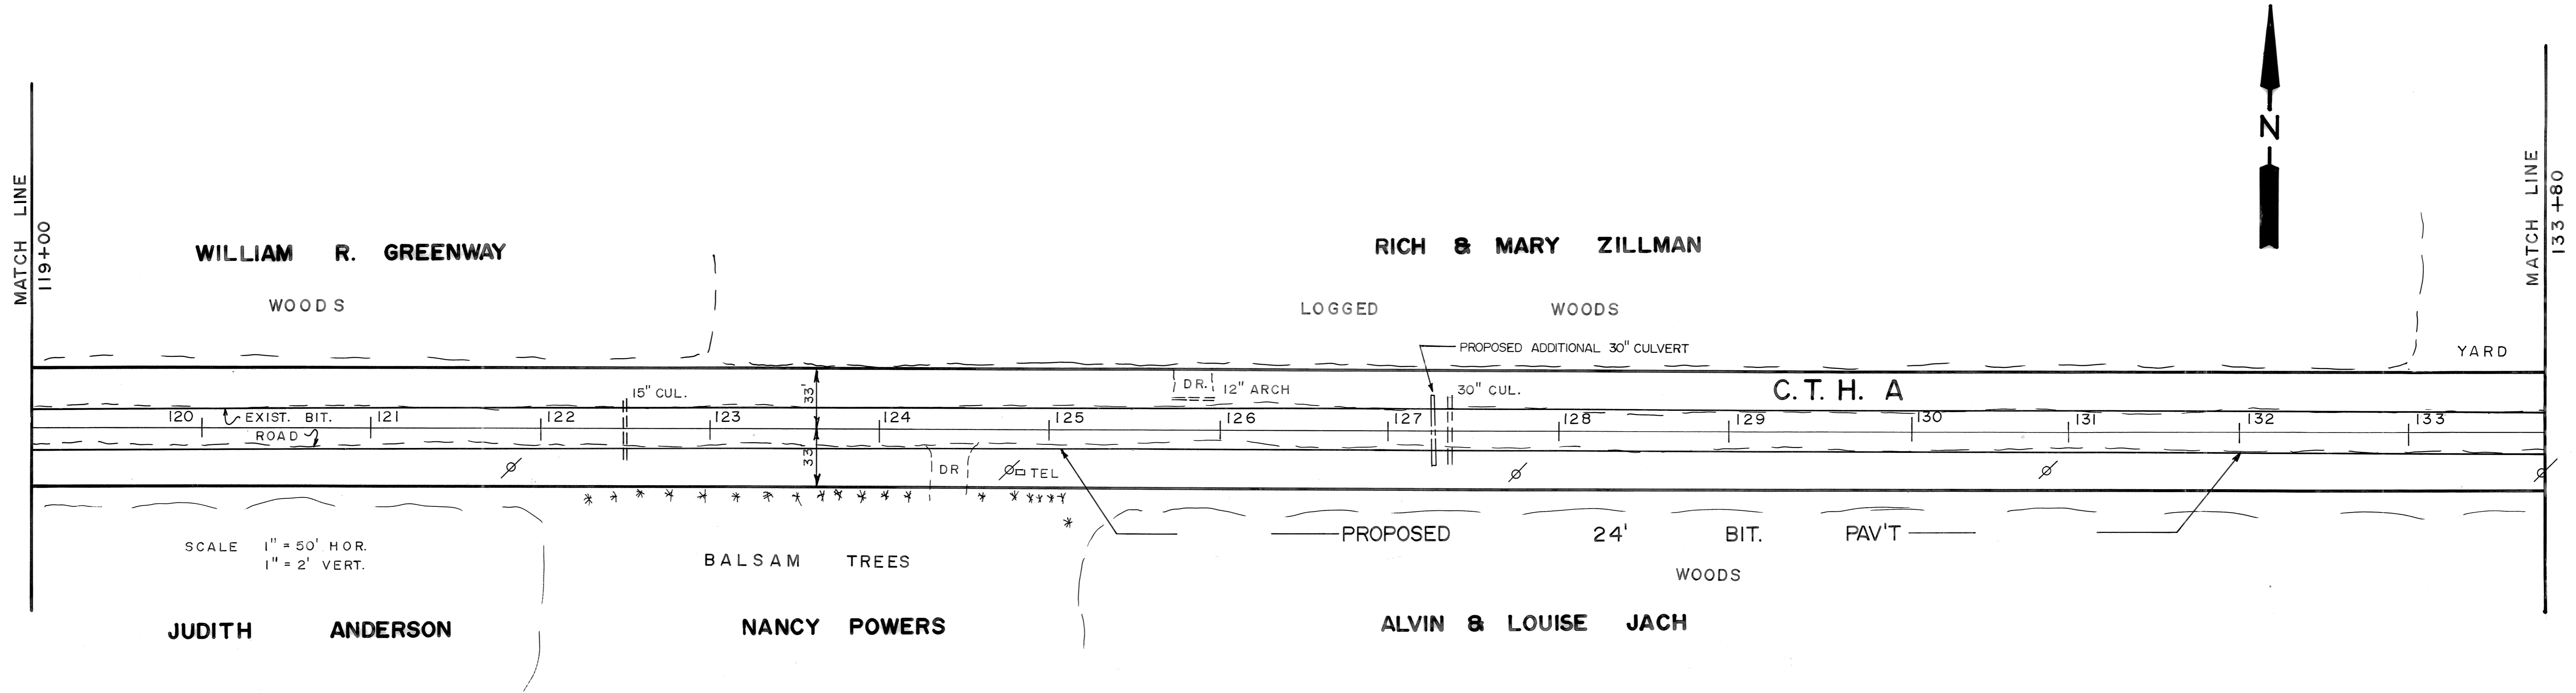 N
MATCH LINE
119+00
MATCH LINE
133+80
WILLIAM R. GREENWAY
WOODS
RICH & MARY ZILLMAN
LOGGED WOODS
PROPOSED ADDITIONAL 30" CULVERT
YARD
15" CUL.
33'
DR.
12" ARCH
30" CUL.
C. T. H. A
120
EXIST. BIT.
121
122
123
124
125
126
127
128
129
130
131
132
133
ROAD
33'
DR
TEL
PROPOSED 24' BIT. PAV'T
SCALE 1" = 50' HOR.
1" = 2' VERT.
BALSAM TREES
WOODS
JUDITH ANDERSON
NANCY POWERS
ALVIN & LOUISE JACH